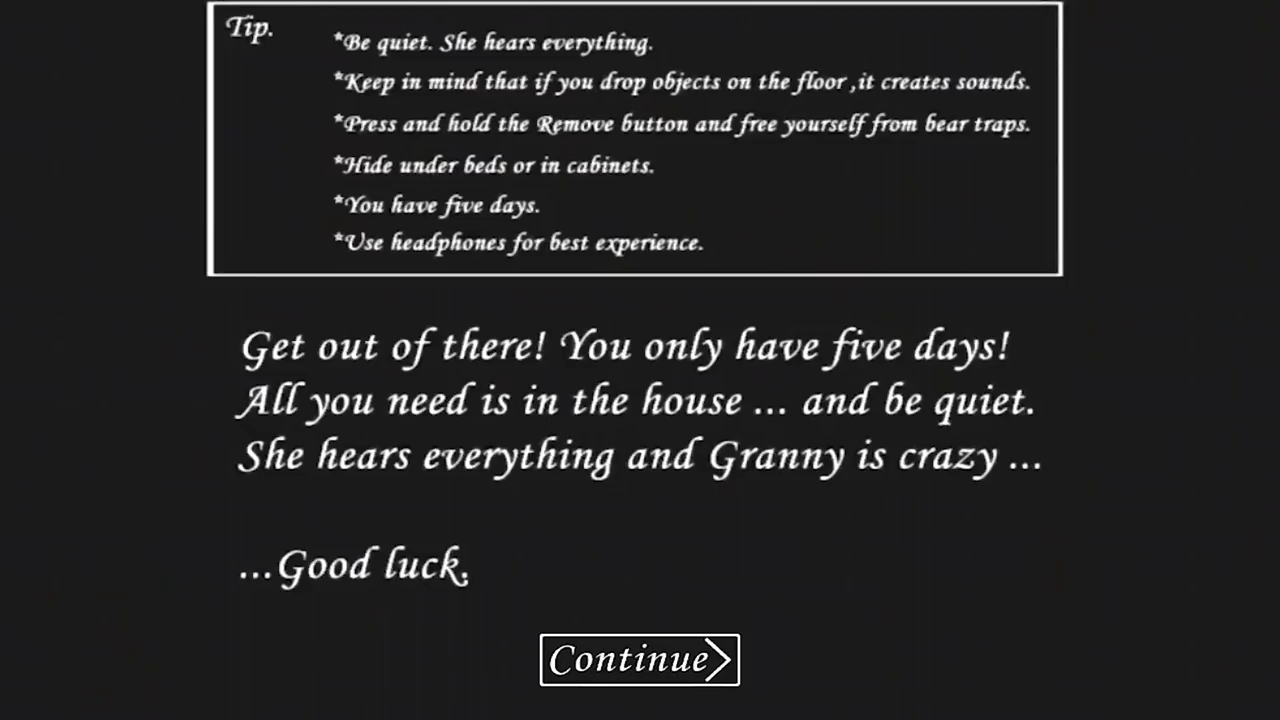 Tip.
*Be quiet. She hears everything.
*Keep in mind that if you drop objects on the floor ,it creates sounds.
*Press and hold the Remove button and free yourself from bear traps.
*Hide under beds or in cabinets.
*You have five days.
*Use headphones for best experience.
Get out of there! You only have five days!
All you need is in the house ... and be quiet.
She hears everything and Granny is crazy ...
...Good luck.
Continue>